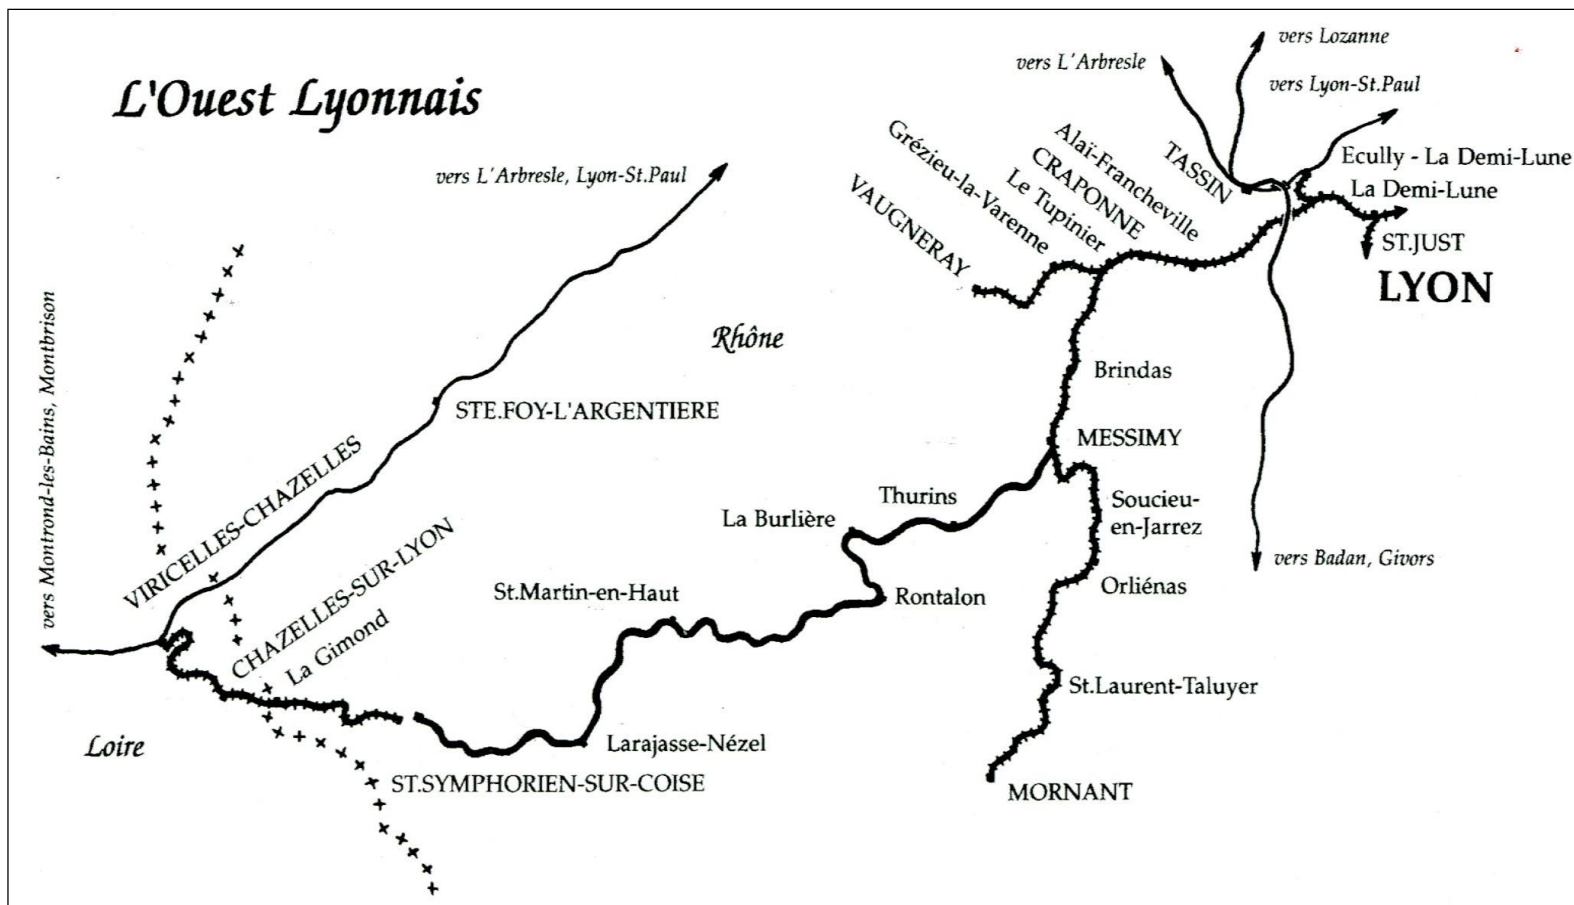 L'Ouest Lyonnais
vers Lozanne
vers L'Arbresle
vers Lyon-St.Paul
vers L'Arbresle, Lyon-St.Paul
Ecully - La Demi-Lune
La Demi-Lune
TASSIN
Alaï-Francheville
CRAPONNE
Le Tupinier
Grézieu-la-Varenne
VAUGNERAY
ST.JUST
LYON
Rhône
Brindas
vers Montrond-les-Bains, Montbrison
STE.FOY-L'ARGENTIERE
MESSIMY
VIRICELLES-CHAZELLES
Thurins
Soucieu-
en-Jarrez
La Burlière
vers Badan, Givors
CHAZELLES-SUR-LYON
La Gimond
St.Martin-en-Haut
Rontalon
Orliénas
St.Laurent-Taluyer
Loire
Larajasse-Nézel
ST.SYMPHORIEN-SUR-COISE
MORNANT